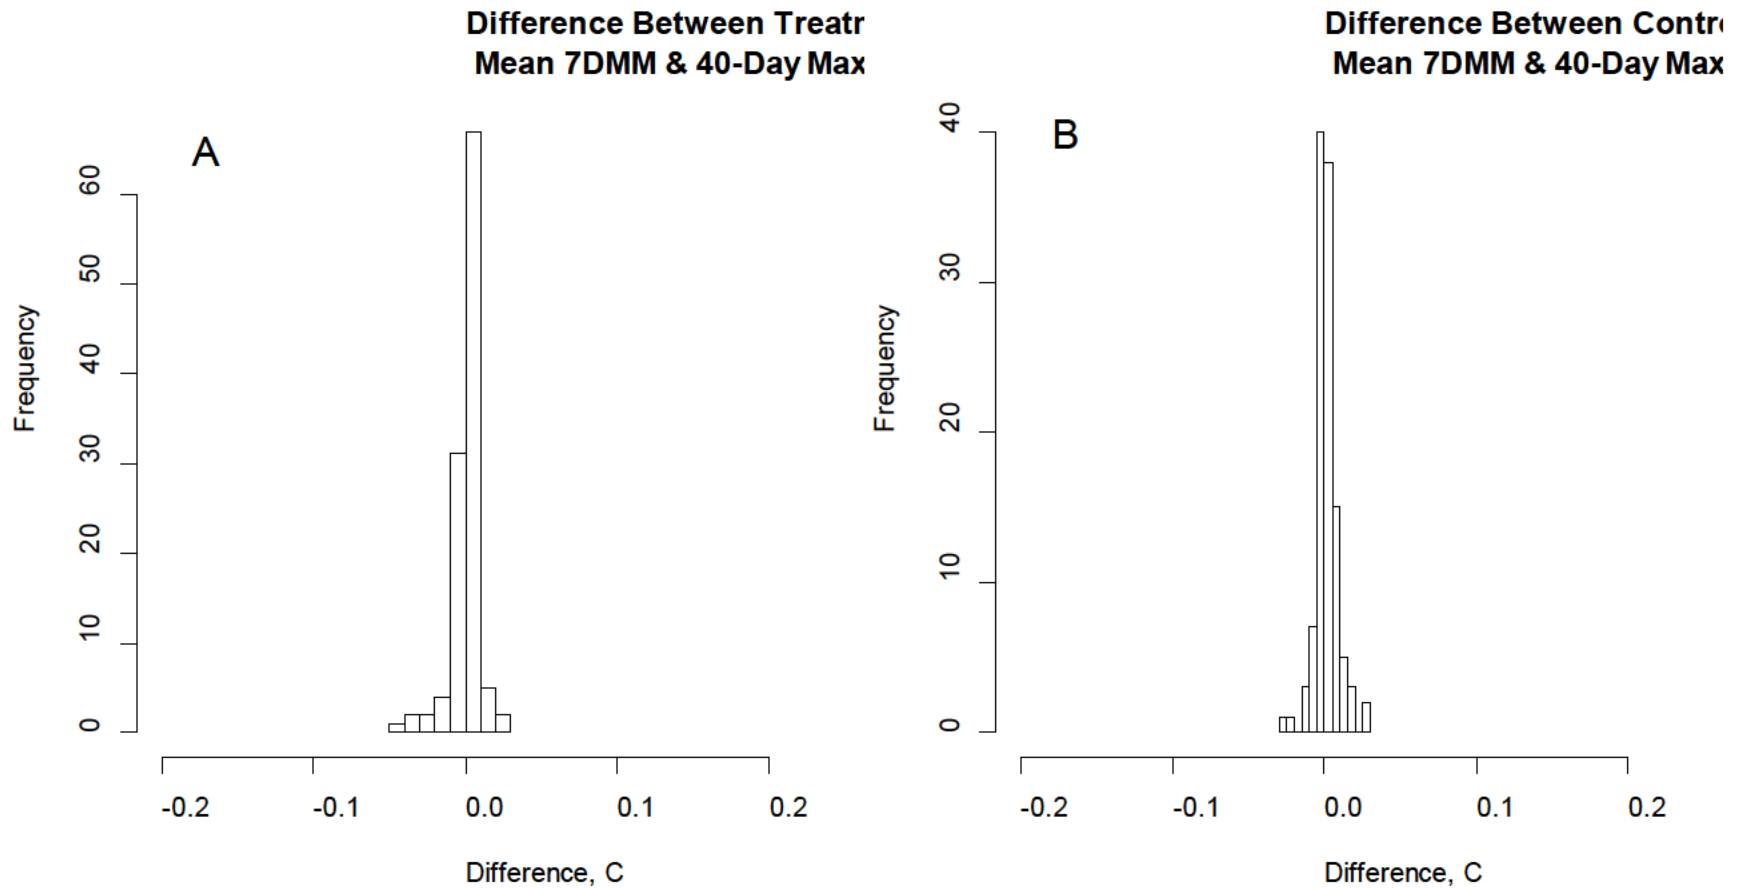 Difference Between Treatr
Mean 7DMM & 40-Day Max
A
Frequency
60
50
40
30
20
10
0
-0.2 -0.1 0.0 0.1 0.2
Difference, C
Difference Between Contr
Mean 7DMM & 40-Day Max
B
Frequency
40
30
20
10
0
-0.2 -0.1 0.0 0.1 0.2
Difference, C